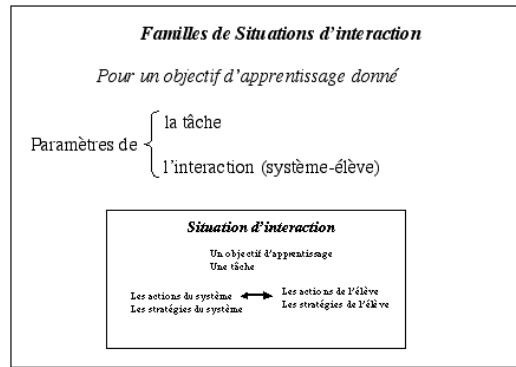 Familles de Situations d'interaction
Pour un objectif d'apprentissage donné
Paramètres de
la tâche
l'interaction (système-élève)
Situation d'interaction
Un objectif d'apprentissage
Une tâche
Les actions du système
Les stratégies du système
Les actions de l'élève
Les stratégies de l'élève